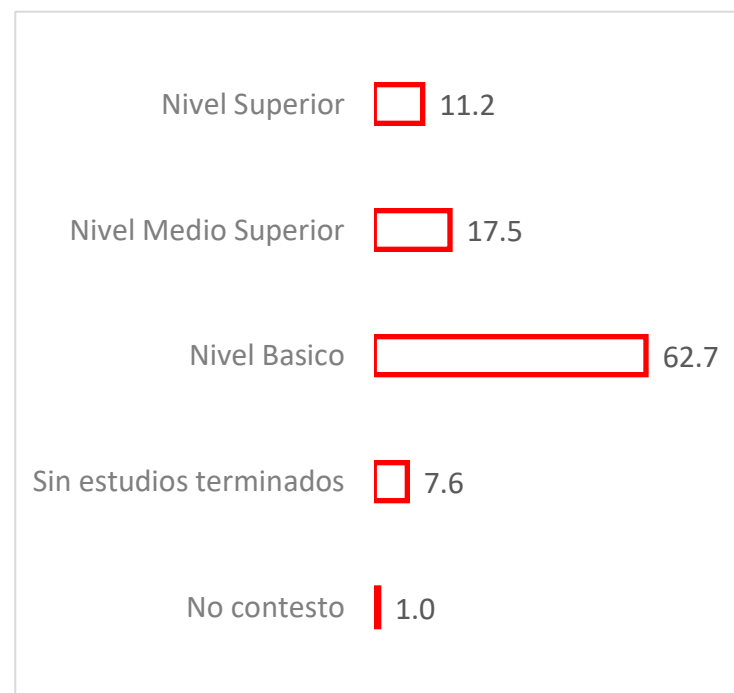 Nivel Superior 11.2
Nivel Medio Superior 17.5
Nivel Basico 62.7
Sin estudios terminados 7.6
No contesto 1.0